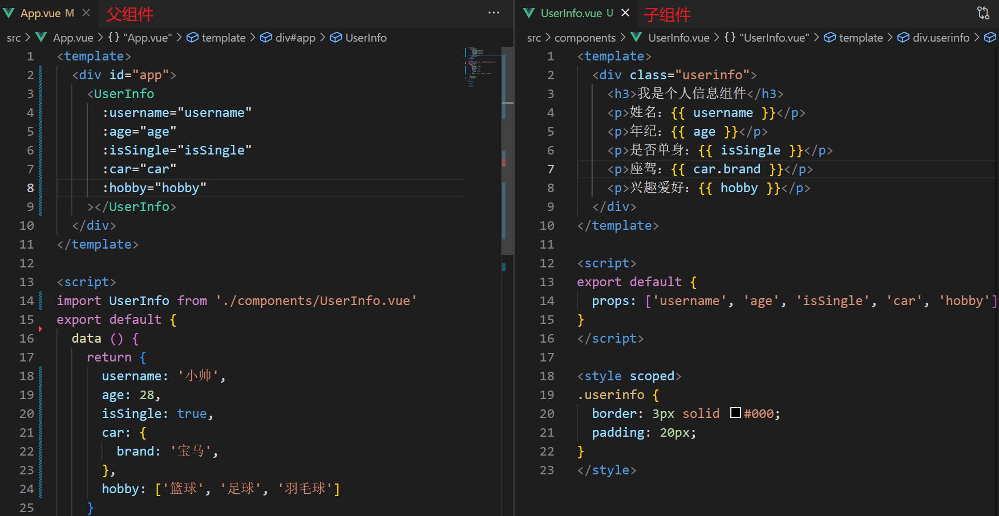 App.vue M
父组件
src > App.vue > {} "App.vue" > template > div#app > UserInfo
1 <template>
2 <div id="app">
3 <UserInfo
4 :username="username"
5 :age="age"
6 :isSingle="isSingle"
7 :car="car"
8 :hobby="hobby"
9 ></UserInfo>
10 </div>
11 </template>
12
13 <script>
14 import UserInfo from './components/UserInfo.vue'
15 export default {
16 data () {
17 return {
18 username: '小帅',
19 age: 28,
20 isSingle: true,
21 car: {
22 brand: '宝马',
23 },
24 hobby: ['篮球', '足球', '羽毛球']
25 }
UserInfo.vue U
子组件
src > components > UserInfo.vue > {} "UserInfo.vue" > template > div.userinfo >
1 <template>
2 <div class="userinfo">
3 <h3>我是个人信息组件</h3>
4 <p>姓名：{{ username }}</p>
5 <p>年纪：{{ age }}</p>
6 <p>是否单身：{{ isSingle }}</p>
7 <p>座驾：{{ car.brand }}</p>
8 <p>兴趣爱好：{{ hobby }}</p>
9 </div>
10 </template>
11
12 <script>
13 export default {
14 props: ['username', 'age', 'isSingle', 'car', 'hobby']
15 }
16 </script>
17
18 <style scoped>
19 .userinfo {
20 border: 3px solid #000;
21 padding: 20px;
22 }
23 </style>